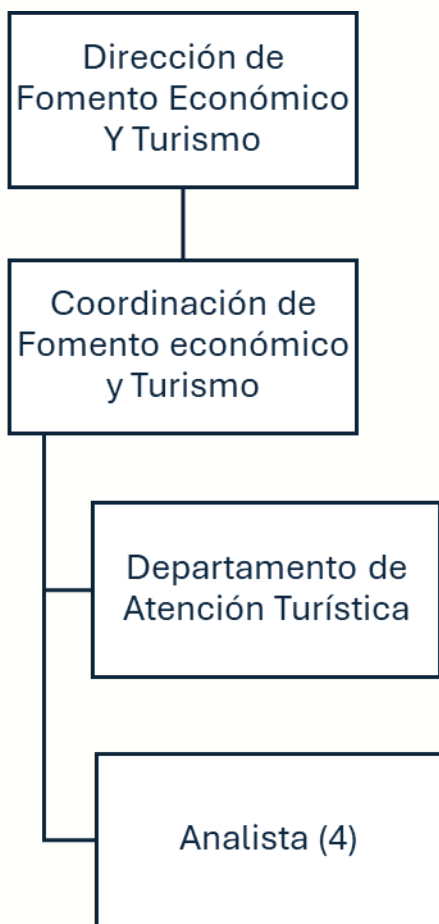 Dirección de
Fomento Económico
Y Turismo
Coordinación de
Fomento económico
y Turismo
Departamento de
Atención Turística
Analista (4)